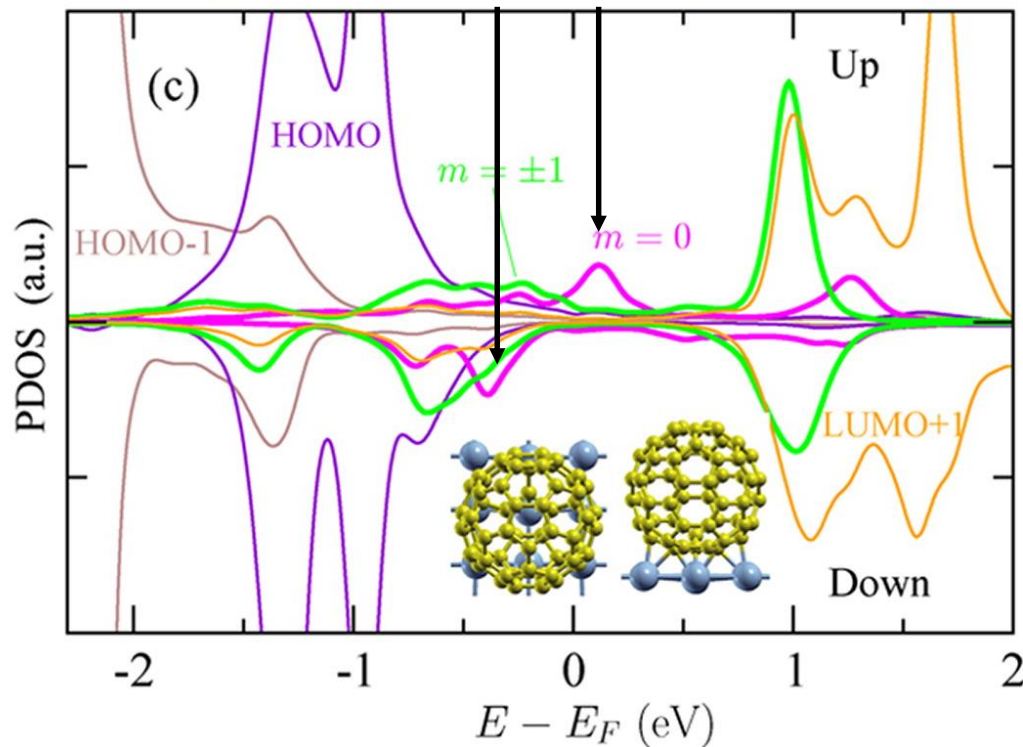 (c)
Up
HOMO
m = ±1
HOMO-1
m = 0
PDOS (a.u.)
LUMO+1
Down
-2
-1
0
1
2
E − E_F (eV)